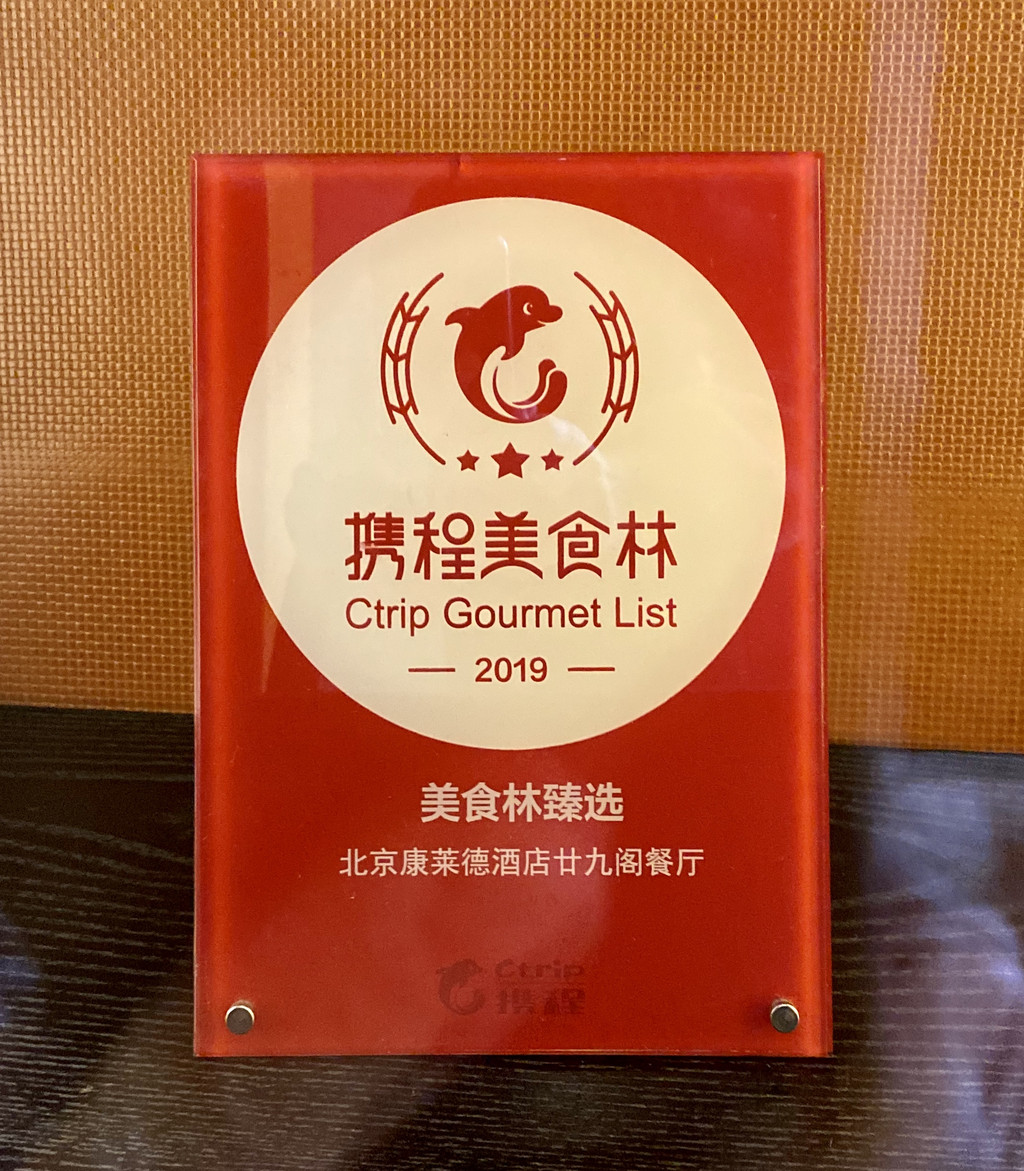 携程美食林
Ctrip Gourmet List
2019
美食林臻选
北京康莱德酒店廿九阁餐厅
Ctrip
携程